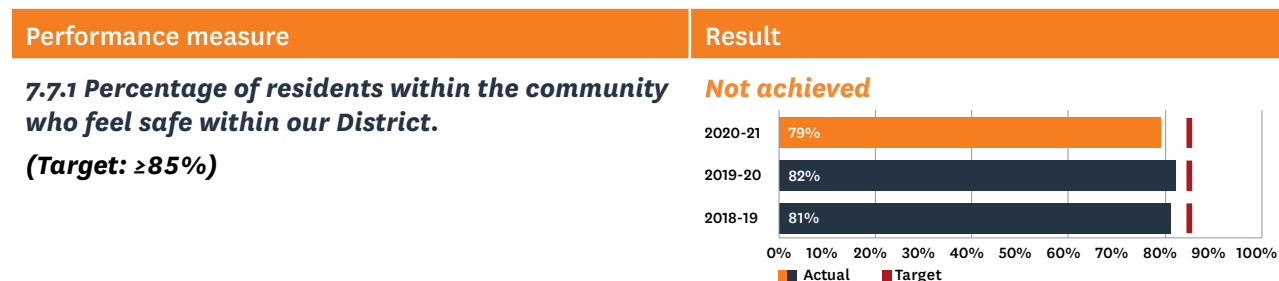 Performance measure
Result
7.7.1 Percentage of residents within the community
who feel safe within our District.
(Target: ≥85%)
Not achieved
2020-21 79%
2019-20 82%
2018-19 81%
0% 10% 20% 30% 40% 50% 60% 70% 80% 90% 100%
Actual Target